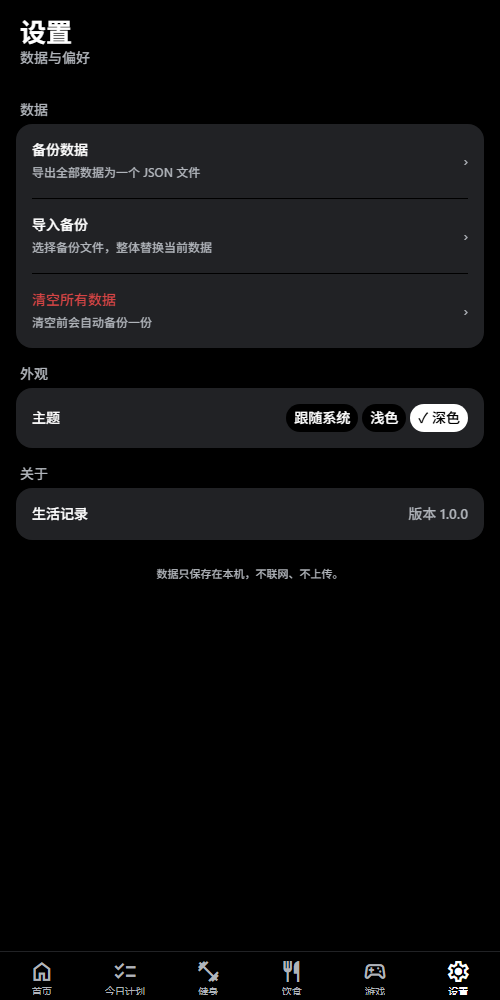 设置
数据与偏好
数据
备份数据
导出全部数据为一个 JSON 文件
›
导入备份
选择备份文件，整体替换当前数据
›
清空所有数据
清空前会自动备份一份
›
外观
主题 跟随系统 浅色 ✓ 深色
关于
生活记录 版本 1.0.0
数据只保存在本机，不联网、不上传。
首页 今日计划 健身 饮食 游戏 设置